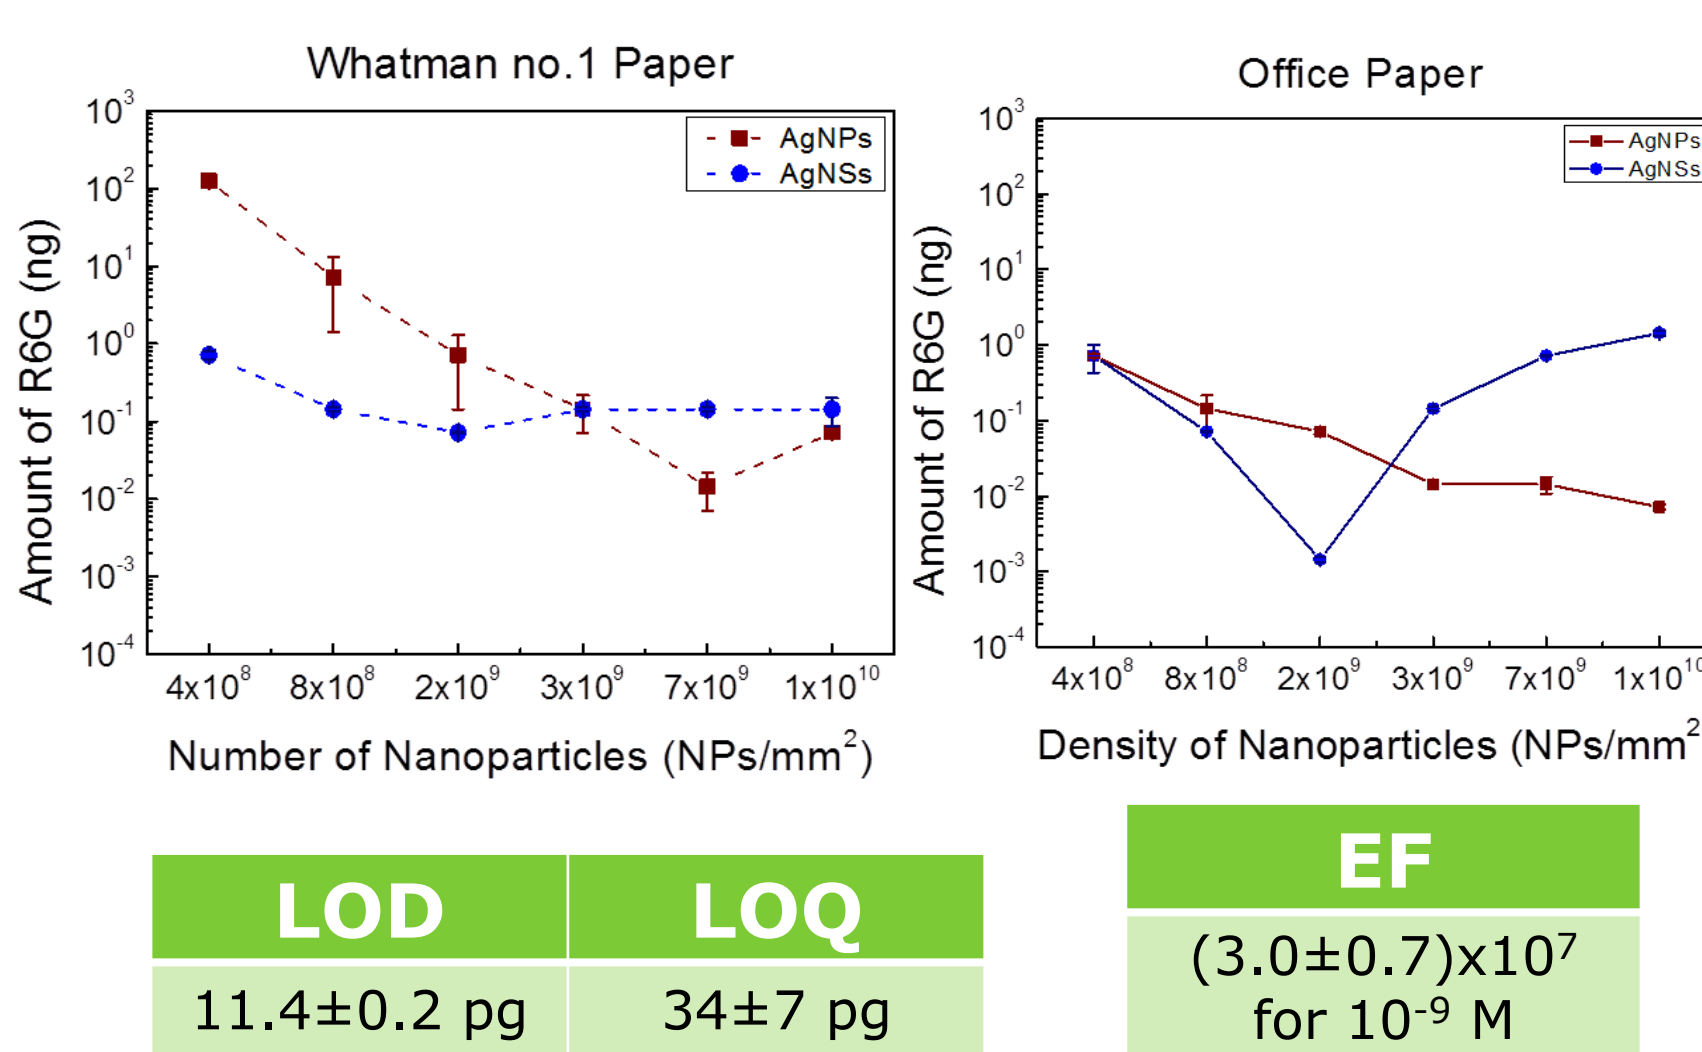 Whatman no.1 Paper
10³
10²
10¹
10⁰
10⁻¹
10⁻²
10⁻³
10⁻⁴
Amount of R6G (ng)
AgNPs
AgNSs
4x10⁸ 8x10⁸ 2x10⁹ 3x10⁹ 7x10⁹ 1x10¹⁰
Number of Nanoparticles (NPs/mm²)
Office Paper
10³
10²
10¹
10⁰
10⁻¹
10⁻²
10⁻³
10⁻⁴
Amount of R6G (ng)
AgNPs
AgNSs
4x10⁸ 8x10⁸ 2x10⁹ 3x10⁹ 7x10⁹ 1x10¹⁰
Density of Nanoparticles (NPs/mm²
LOD LOQ
11.4±0.2 pg 34±7 pg
EF
(3.0±0.7)x10⁷
for 10⁻⁹ M